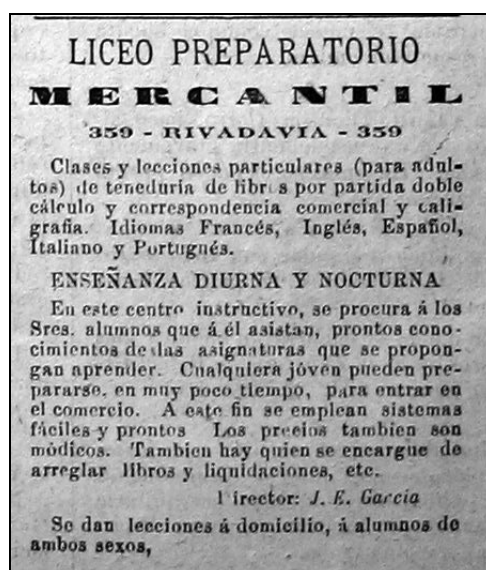 LICEO PREPARATORIO
MERCANTIL
359 - RIVADAVIA - 359
Clases y lecciones particulares (para adul-
tos) de teneduria de libr s por partida doble
cálculo y correspondencia comercial y cali-
grafia. Idiomas Francés, Inglés, Español,
Italiano y Portugués.
ENSEÑANZA DIURNA Y NOCTURNA
En este centro instructivo, se procura á los
Sres. alumnos que á él asistan, prontos cono-
cimientos de las asignaturas que se propon-
gan aprender. Cualquiera jóven pueden pre-
pararse, en muy poco tiempo, para entrar en
el comercio. A este fin se emplean sistemas
fáciles y prontos Los precios tambien son
módicos. Tambien hay quien se encargue de
arreglar libros y liquidaciones, etc.
Director: J. E. Garcia
Se dan lecciones á domicilio, á alumnos de
ambos sexos,